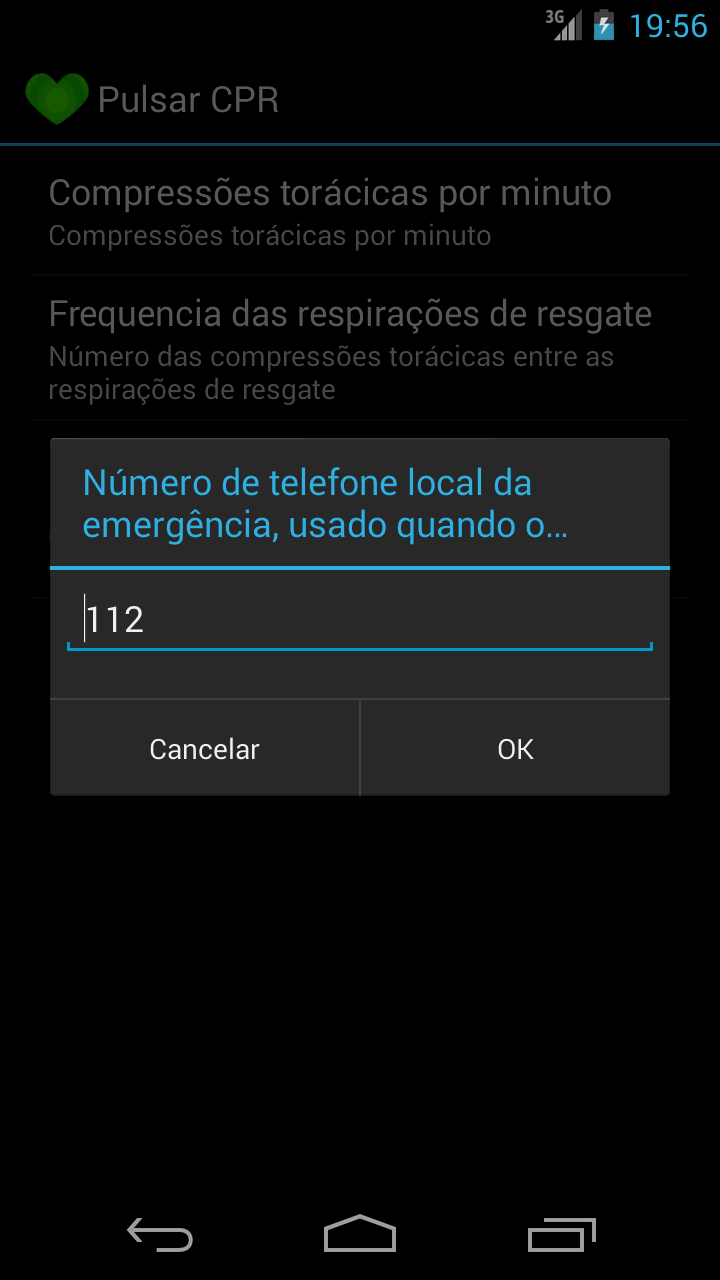 3G
19:56
Pulsar CPR
Compressões torácicas por minuto
Compressões torácicas por minuto
Frequencia das respirações de resgate
Número das compressões torácicas entre as
respirações de resgate
Número de telefone local da
emergência, usado quando o...
112
Cancelar
OK